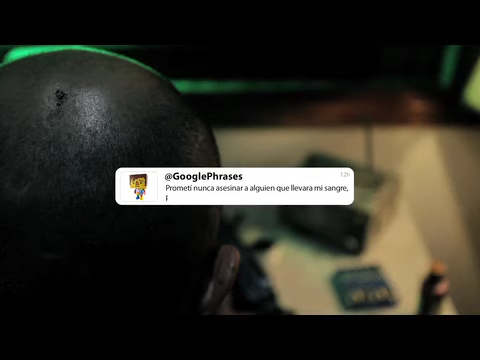 @GooglePhrases
12h
Prometí nunca asesinar a alguien que llevara mi sangre,
p